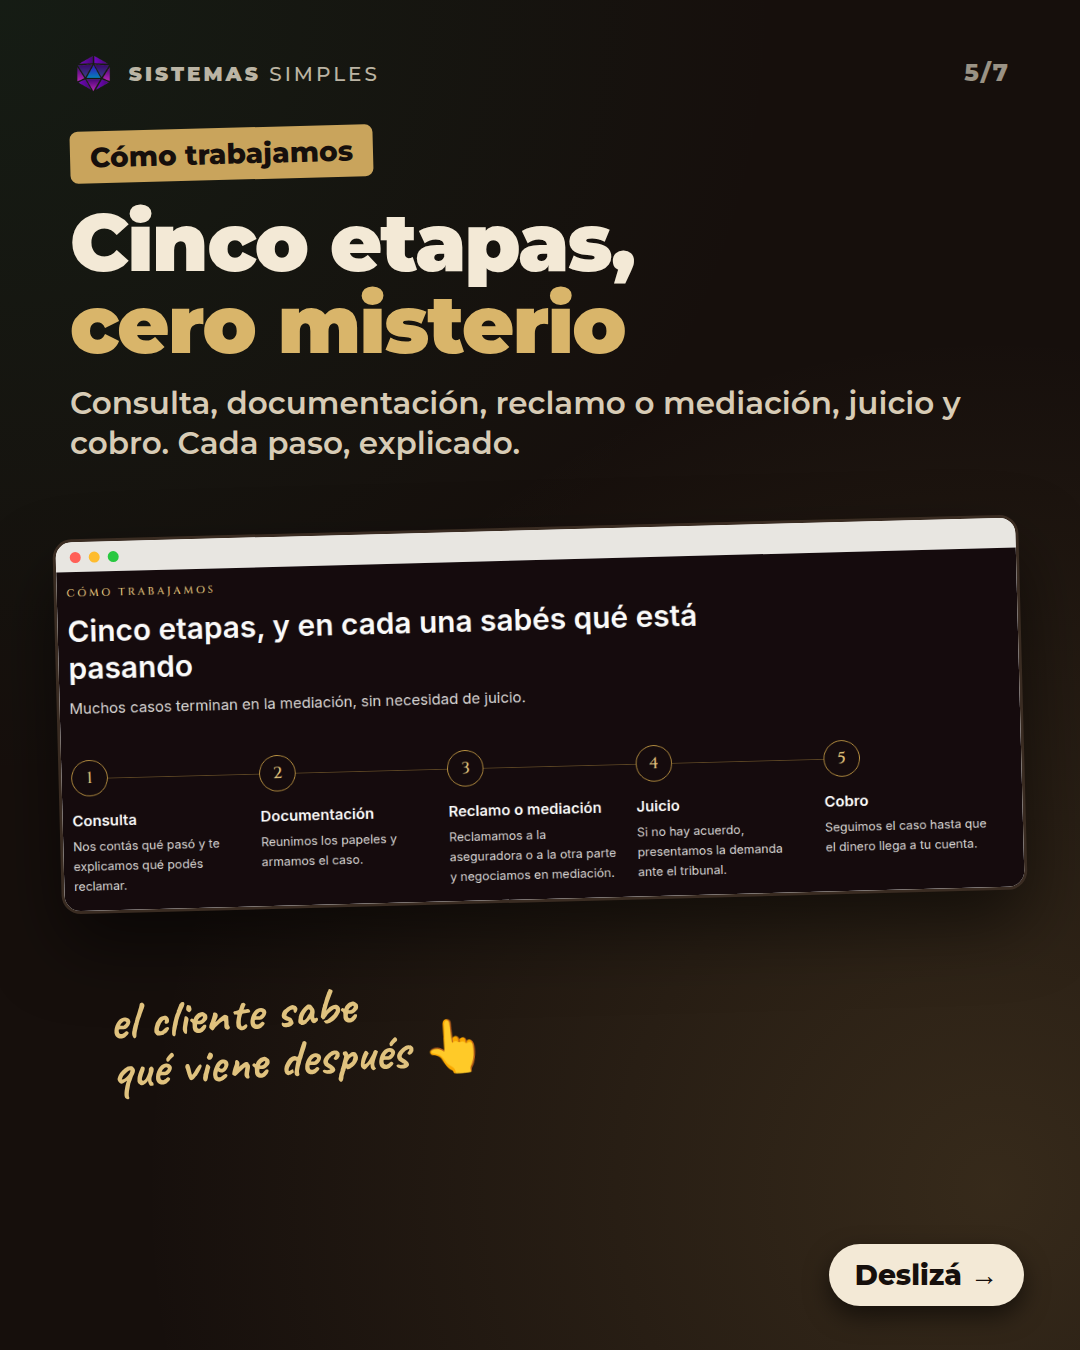 SISTEMAS SIMPLES
5/7
Cómo trabajamos
Cinco etapas,
cero misterio
Consulta, documentación, reclamo o mediación, juicio y
cobro. Cada paso, explicado.
CÓMO TRABAJAMOS
Cinco etapas, y en cada una sabés qué está
pasando
Muchos casos terminan en la mediación, sin necesidad de juicio.
1
Consulta
Nos contás qué pasó y te
explicamos qué podés
reclamar.
2
Documentación
Reunimos los papeles y
armamos el caso.
3
Reclamo o mediación
Reclamamos a la
aseguradora o a la otra parte
y negociamos en mediación.
4
Juicio
Si no hay acuerdo,
presentamos la demanda
ante el tribunal.
5
Cobro
Seguimos el caso hasta que
el dinero llega a tu cuenta.
el cliente sabe
qué viene después 👆
Deslizá →